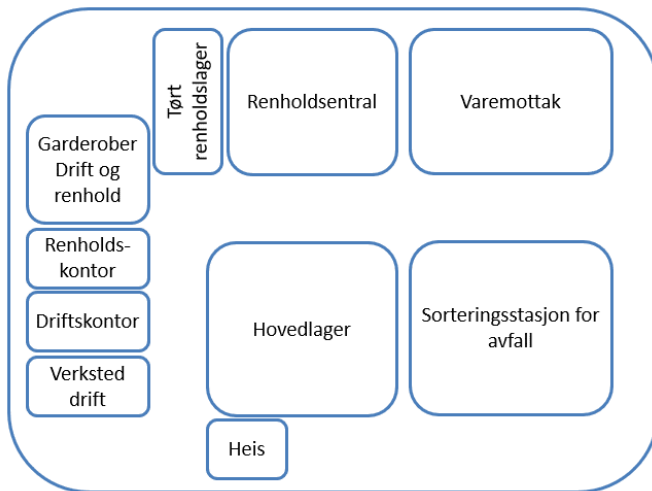 Tørt
renholdslager
Renholdsentral
Varemottak
Garderober
Drift og
renhold
Renholds-
kontor
Driftskontor
Verksted
drift
Hovedlager
Sorteringsstasjon for
avfall
Heis